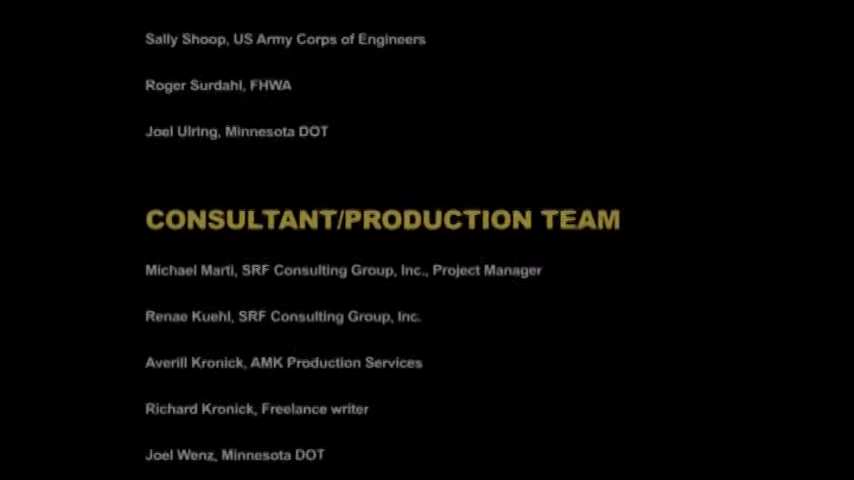 Sally Shoop, US Army Corps of Engineers
Roger Surdahl, FHWA
Joel Ulring, Minnesota DOT
CONSULTANT/PRODUCTION TEAM
Michael Marti, SRF Consulting Group, Inc., Project Manager
Renae Kuehl, SRF Consulting Group, Inc.
Averill Kronick, AMK Production Services
Richard Kronick, Freelance writer
Joel Wenz, Minnesota DOT